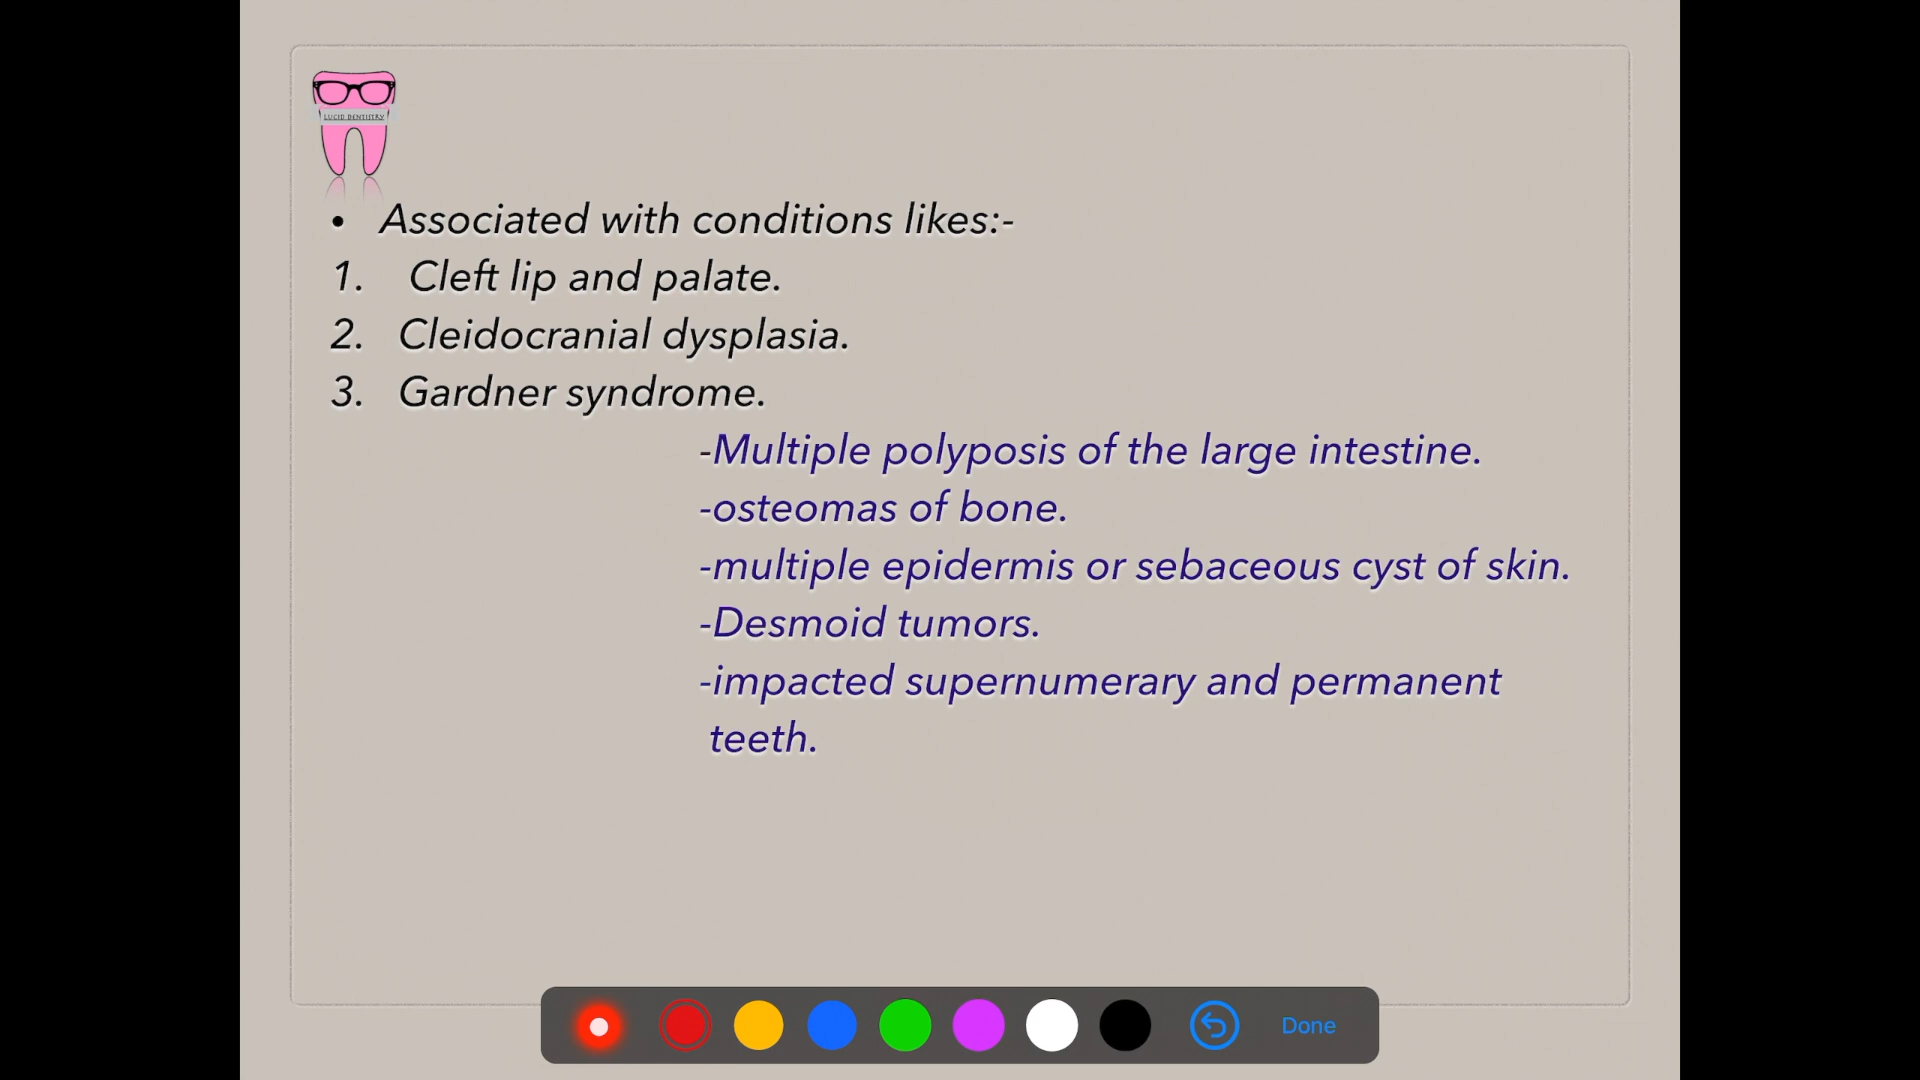 LUCID DENTISTRY
• Associated with conditions likes:-
1. Cleft lip and palate.
2. Cleidocranial dysplasia.
3. Gardner syndrome.
-Multiple polyposis of the large intestine.
-osteomas of bone.
-multiple epidermis or sebaceous cyst of skin.
-Desmoid tumors.
-impacted supernumerary and permanent
teeth.
Done